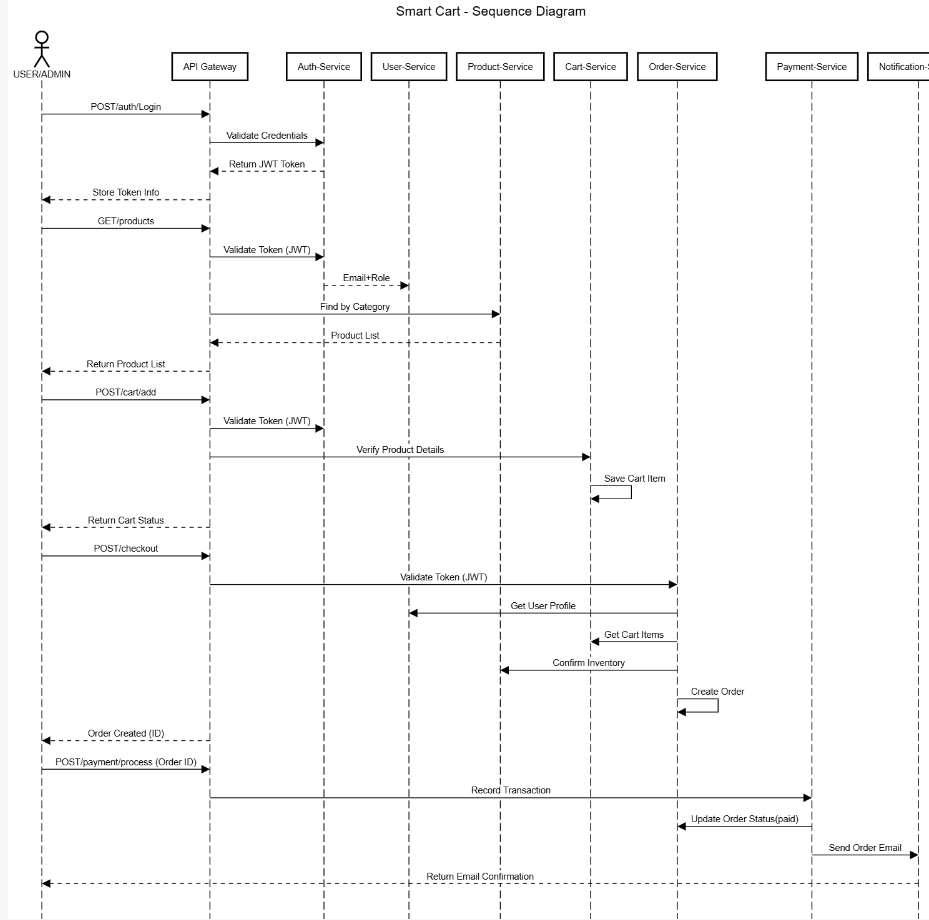 Smart Cart - Sequence Diagram
USER/ADMIN
API Gateway
Auth-Service
User-Service
Product-Service
Cart-Service
Order-Service
Payment-Service
Notification-S
POST/auth/Login
Validate Credentials
Return JWT Token
Store Token Info
GET/products
Validate Token (JWT)
Email+Role
Find by Category
Product List
Return Product List
POST/cart/add
Validate Token (JWT)
Verify Product Details
Save Cart Item
Return Cart Status
POST/checkout
Validate Token (JWT)
Get User Profile
Get Cart Items
Confirm Inventory
Create Order
Order Created (ID)
POST/payment/process (Order ID)
Record Transaction
Update Order Status(paid)
Send Order Email
Return Email Confirmation